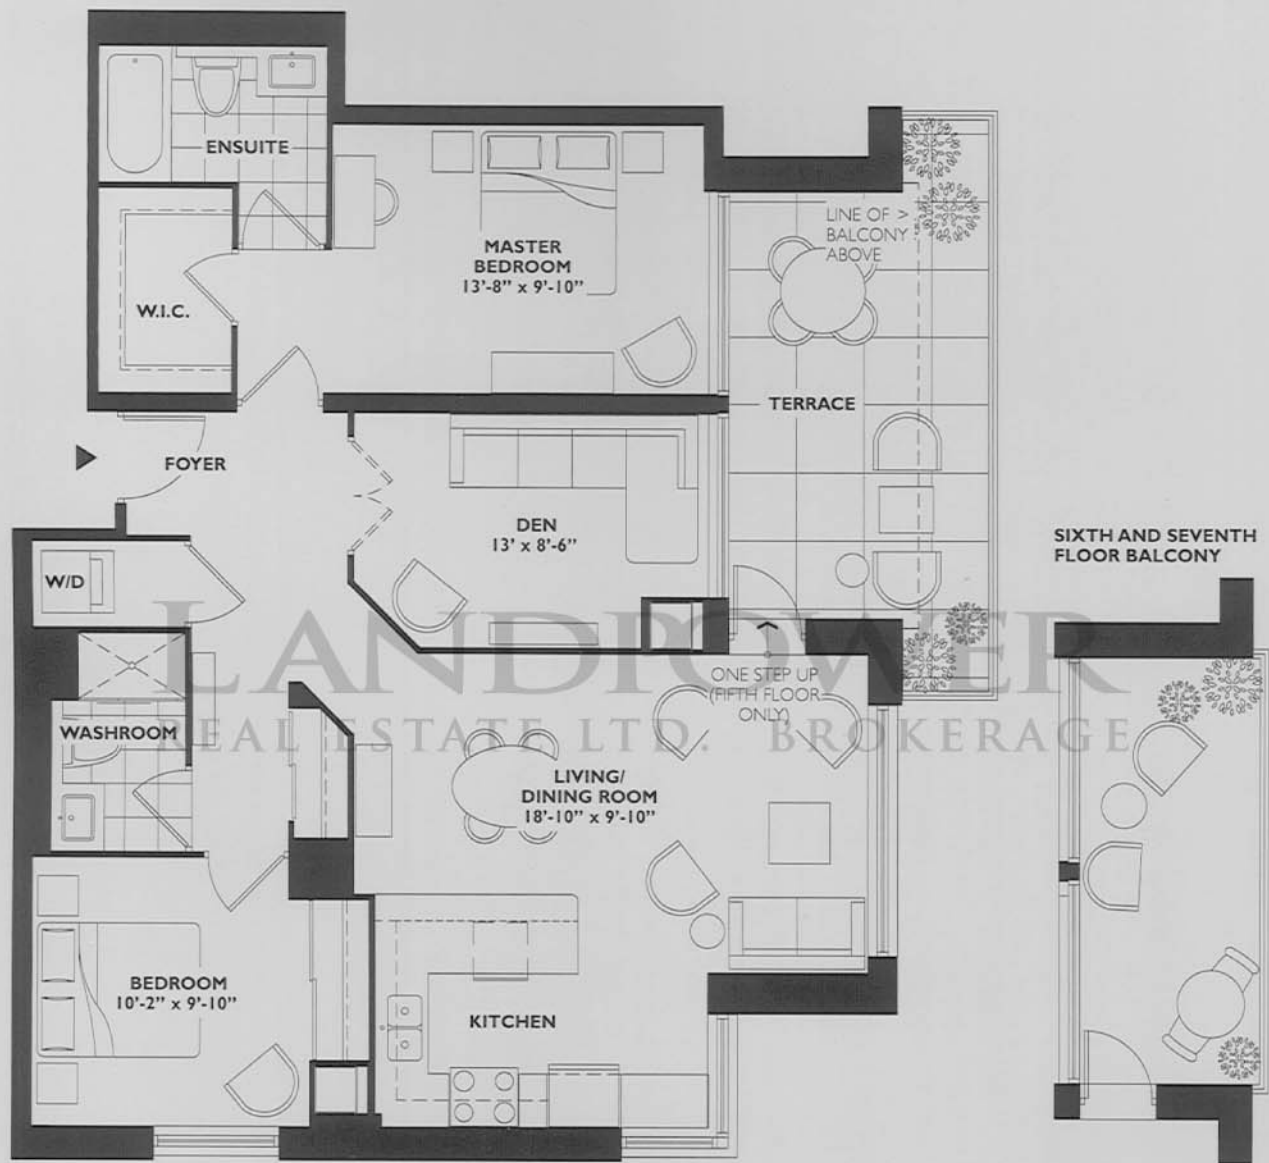 ENSUITE
MASTER
BEDROOM
13'-8" x 9'-10"
LINE OF >
BALCONY
ABOVE
W.I.C.
TERRACE
FOYER
DEN
13' x 8'-6"
SIXTH AND SEVENTH
FLOOR BALCONY
W/D
LANDPOWER
REAL ESTATE LTD. BROKERAGE
ONE STEP UP
(FIFTH FLOOR
ONLY)
WASHROOM
LIVING/
DINING ROOM
18'-10" x 9'-10"
BEDROOM
10'-2" x 9'-10"
KITCHEN